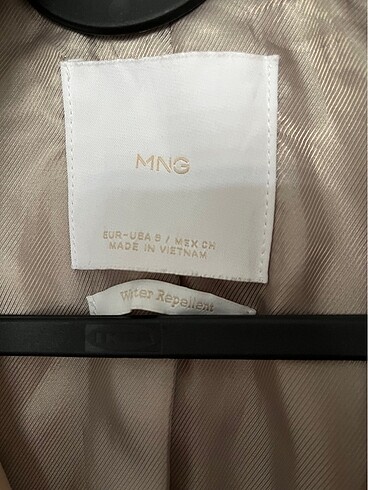 MNG
EUR-USA S / MEX CH
MADE IN VIETNAM
Water Repellent